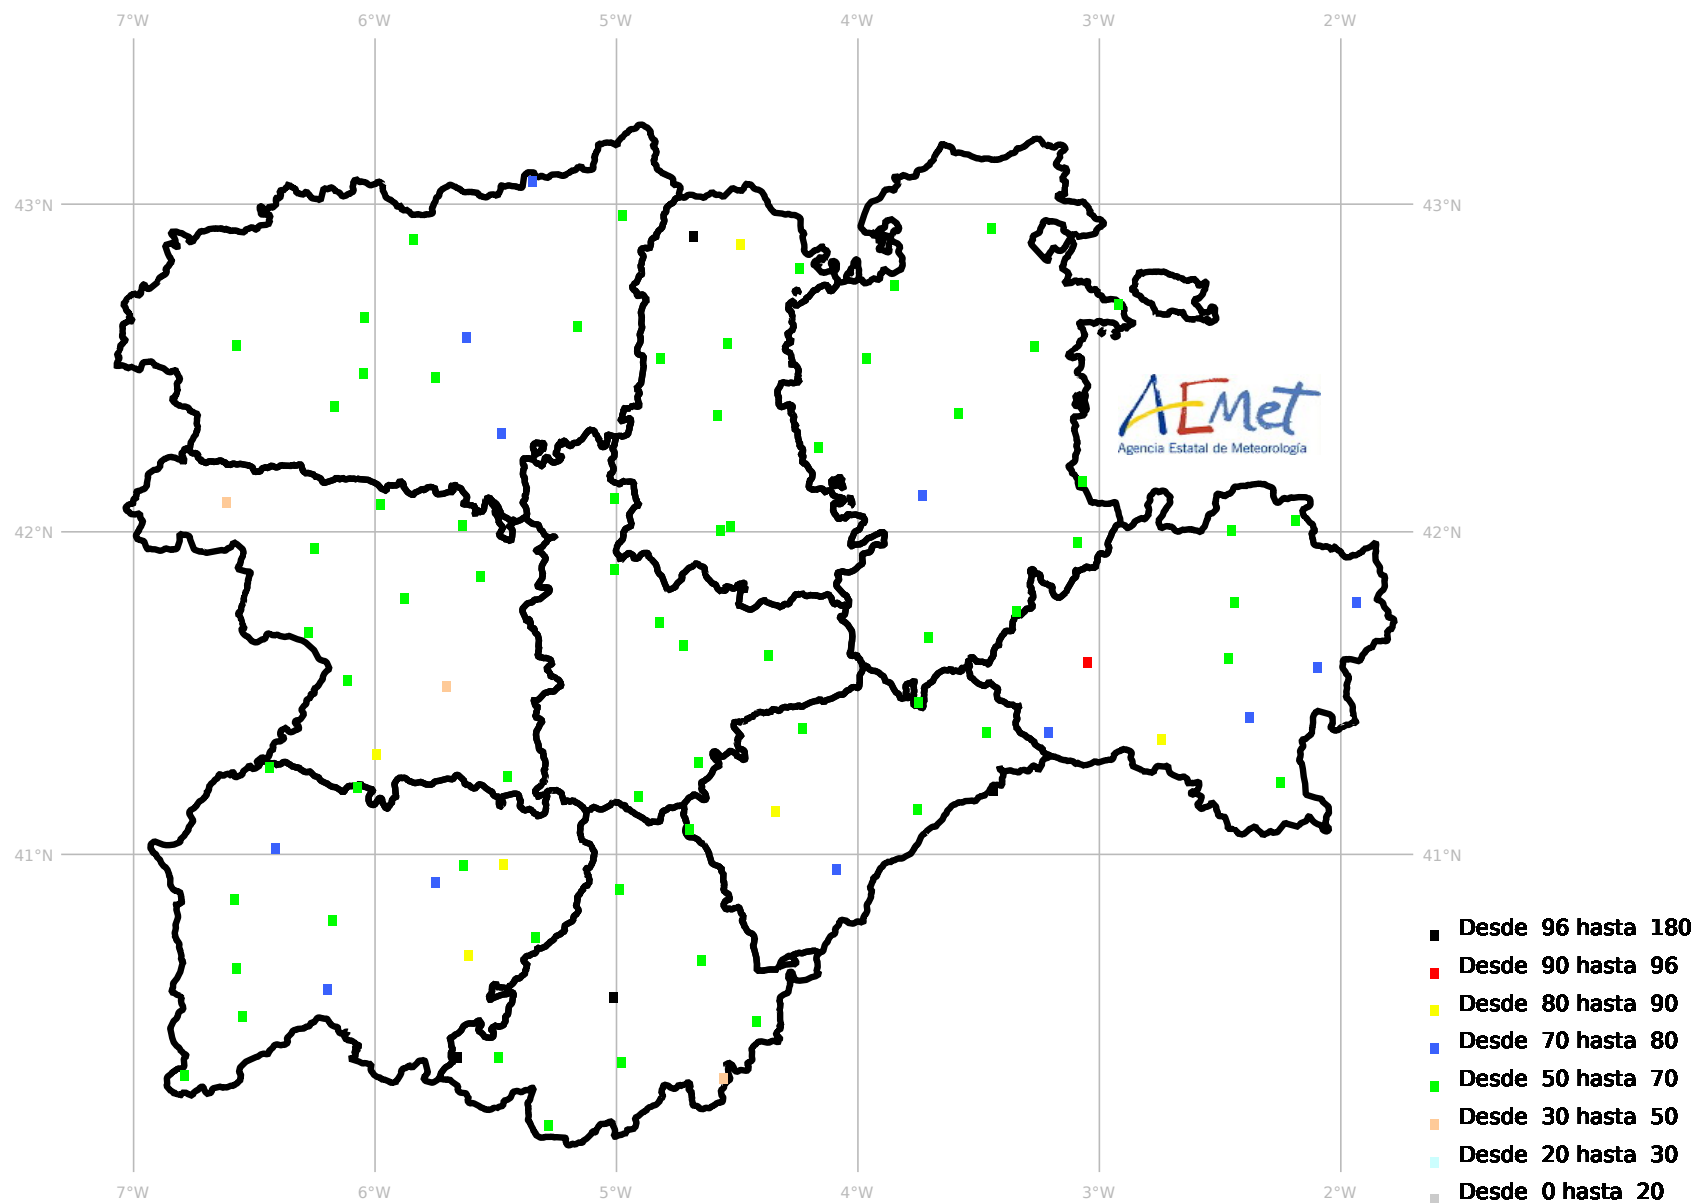 7°W 6°W 5°W 4°W 3°W 2°W
43°N 43°N
AEMet
Agencia Estatal de Meteorología
42°N 42°N
41°N 41°N
Desde 96 hasta 180
Desde 90 hasta 96
Desde 80 hasta 90
Desde 70 hasta 80
Desde 50 hasta 70
Desde 30 hasta 50
Desde 20 hasta 30
Desde 0 hasta 20
7°W 6°W 5°W 4°W 3°W 2°W